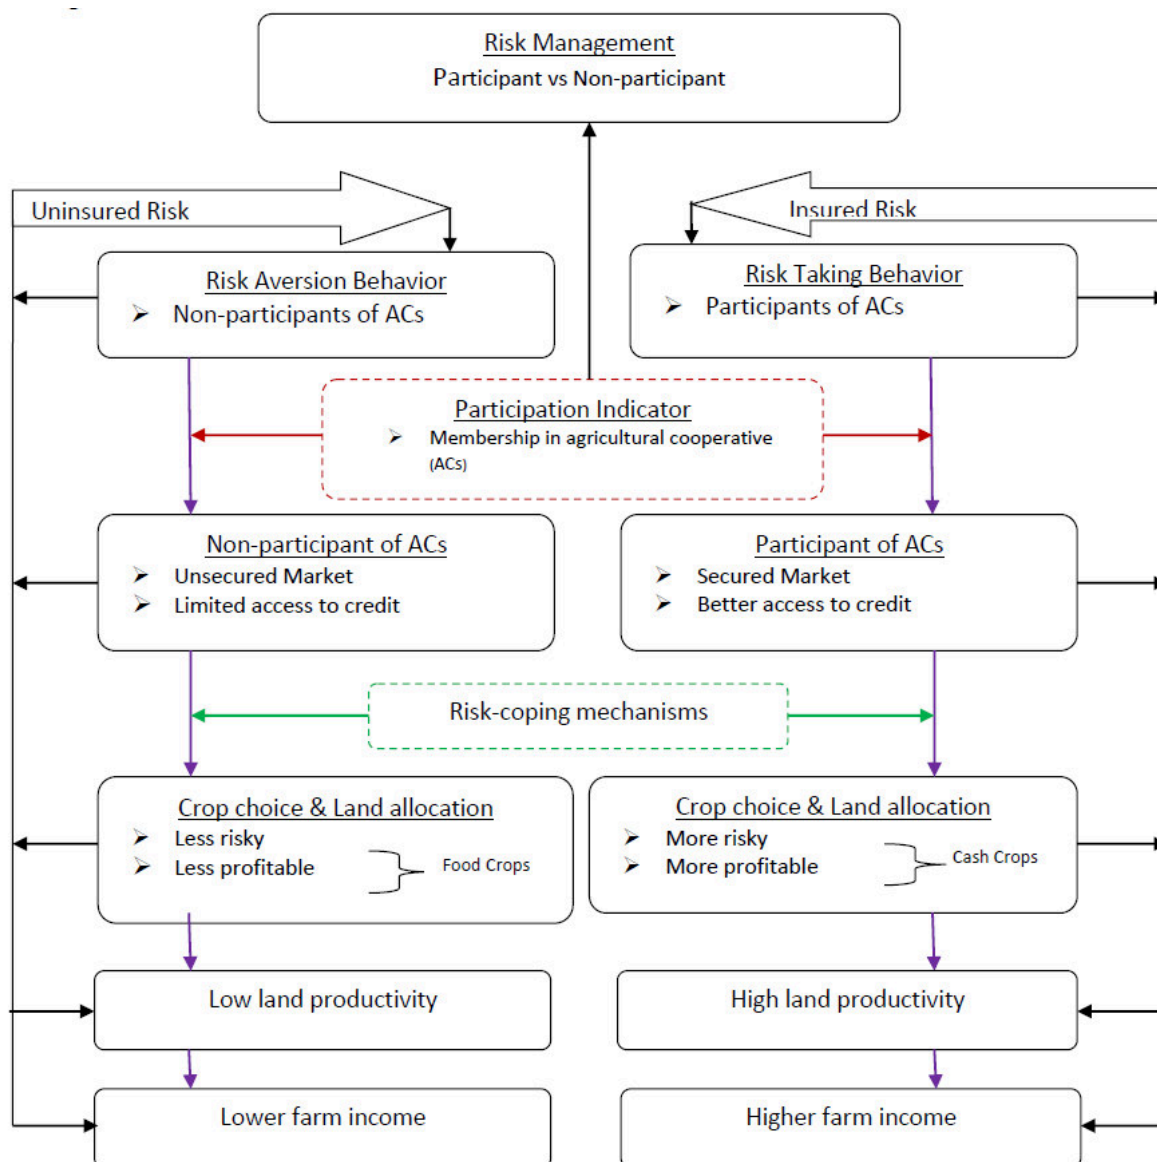 Risk Management
Participant vs Non-participant
Uninsured Risk
Insured Risk
Risk Aversion Behavior
➢ Non-participants of ACs
Risk Taking Behavior
➢ Participants of ACs
Participation Indicator
➢ Membership in agricultural cooperative
(ACs)
Non-participant of ACs
➢ Unsecured Market
➢ Limited access to credit
Participant of ACs
➢ Secured Market
➢ Better access to credit
Risk-coping mechanisms
Crop choice & Land allocation
➢ Less risky
➢ Less profitable
Food Crops
Crop choice & Land allocation
➢ More risky
➢ More profitable
Cash Crops
Low land productivity
High land productivity
Lower farm income
Higher farm income